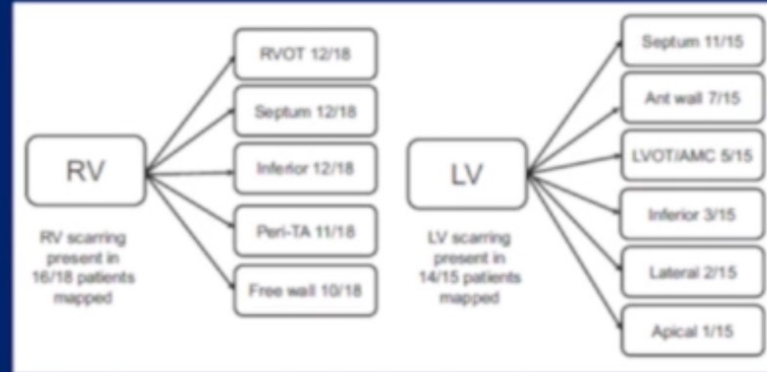 RV
RV scarring
present in
16/18 patients
mapped
RVOT 12/18
Septum 12/18
Inferior 12/18
Peri-TA 11/18
Free wall 10/18
LV
LV scarring
present in
14/15 patients
mapped
Septum 11/15
Ant wall 7/15
LVOT/AMC 5/15
Inferior 3/15
Lateral 2/15
Apical 1/15